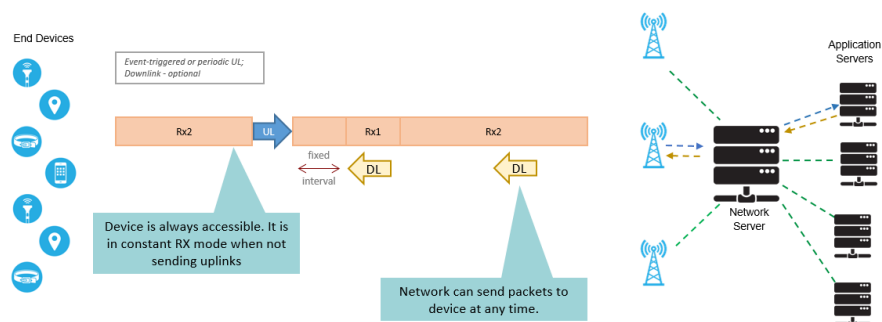 End Devices
Event-triggered or periodic UL;
Downlink - optional
Rx2
UL
Rx1
Rx2
fixed
interval
DL
DL
Device is always accessible. It is
in constant RX mode when not
sending uplinks
Network can send packets to
device at any time.
Application
Servers
Network
Server